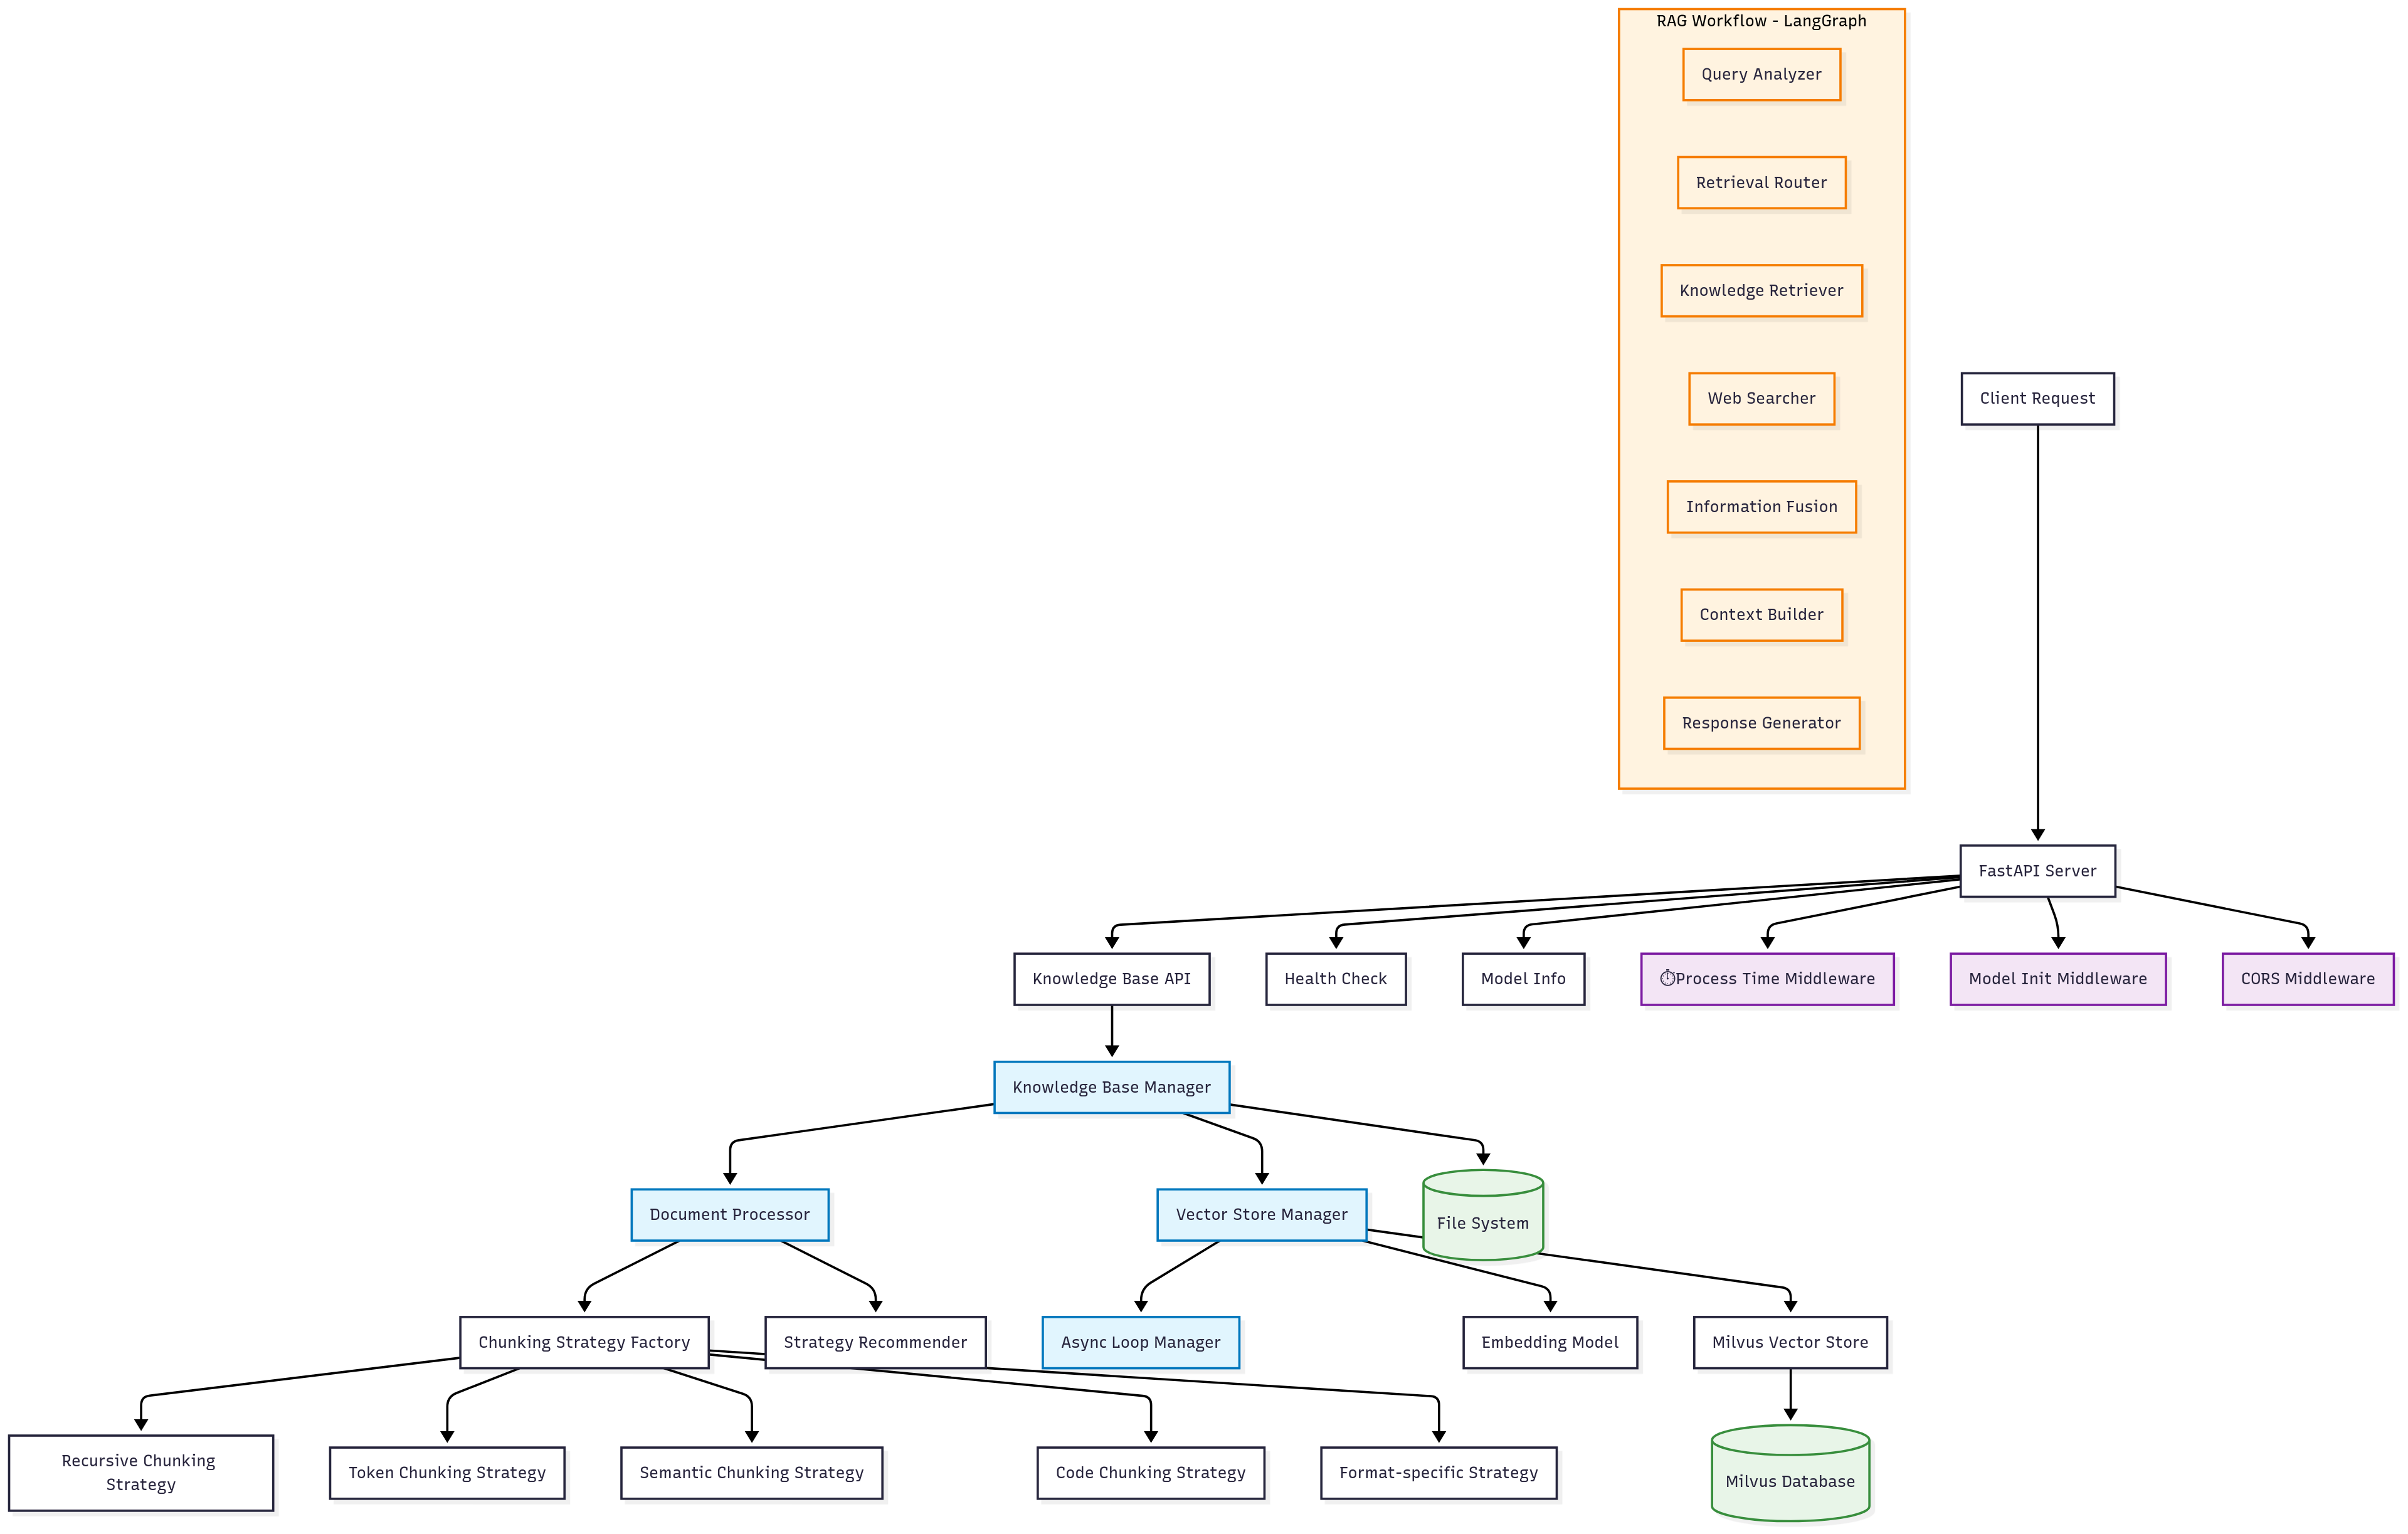 RAG Workflow - LangGraph
Query Analyzer
Retrieval Router
Knowledge Retriever
Web Searcher
Client Request
Information Fusion
Context Builder
Response Generator
FastAPI Server
Knowledge Base API
Health Check
Model Info
⏱Process Time Middleware
Model Init Middleware
CORS Middleware
Knowledge Base Manager
Document Processor
Vector Store Manager
File System
Chunking Strategy Factory
Strategy Recommender
Async Loop Manager
Embedding Model
Milvus Vector Store
Recursive Chunking
Strategy
Token Chunking Strategy
Semantic Chunking Strategy
Code Chunking Strategy
Format-specific Strategy
Milvus Database